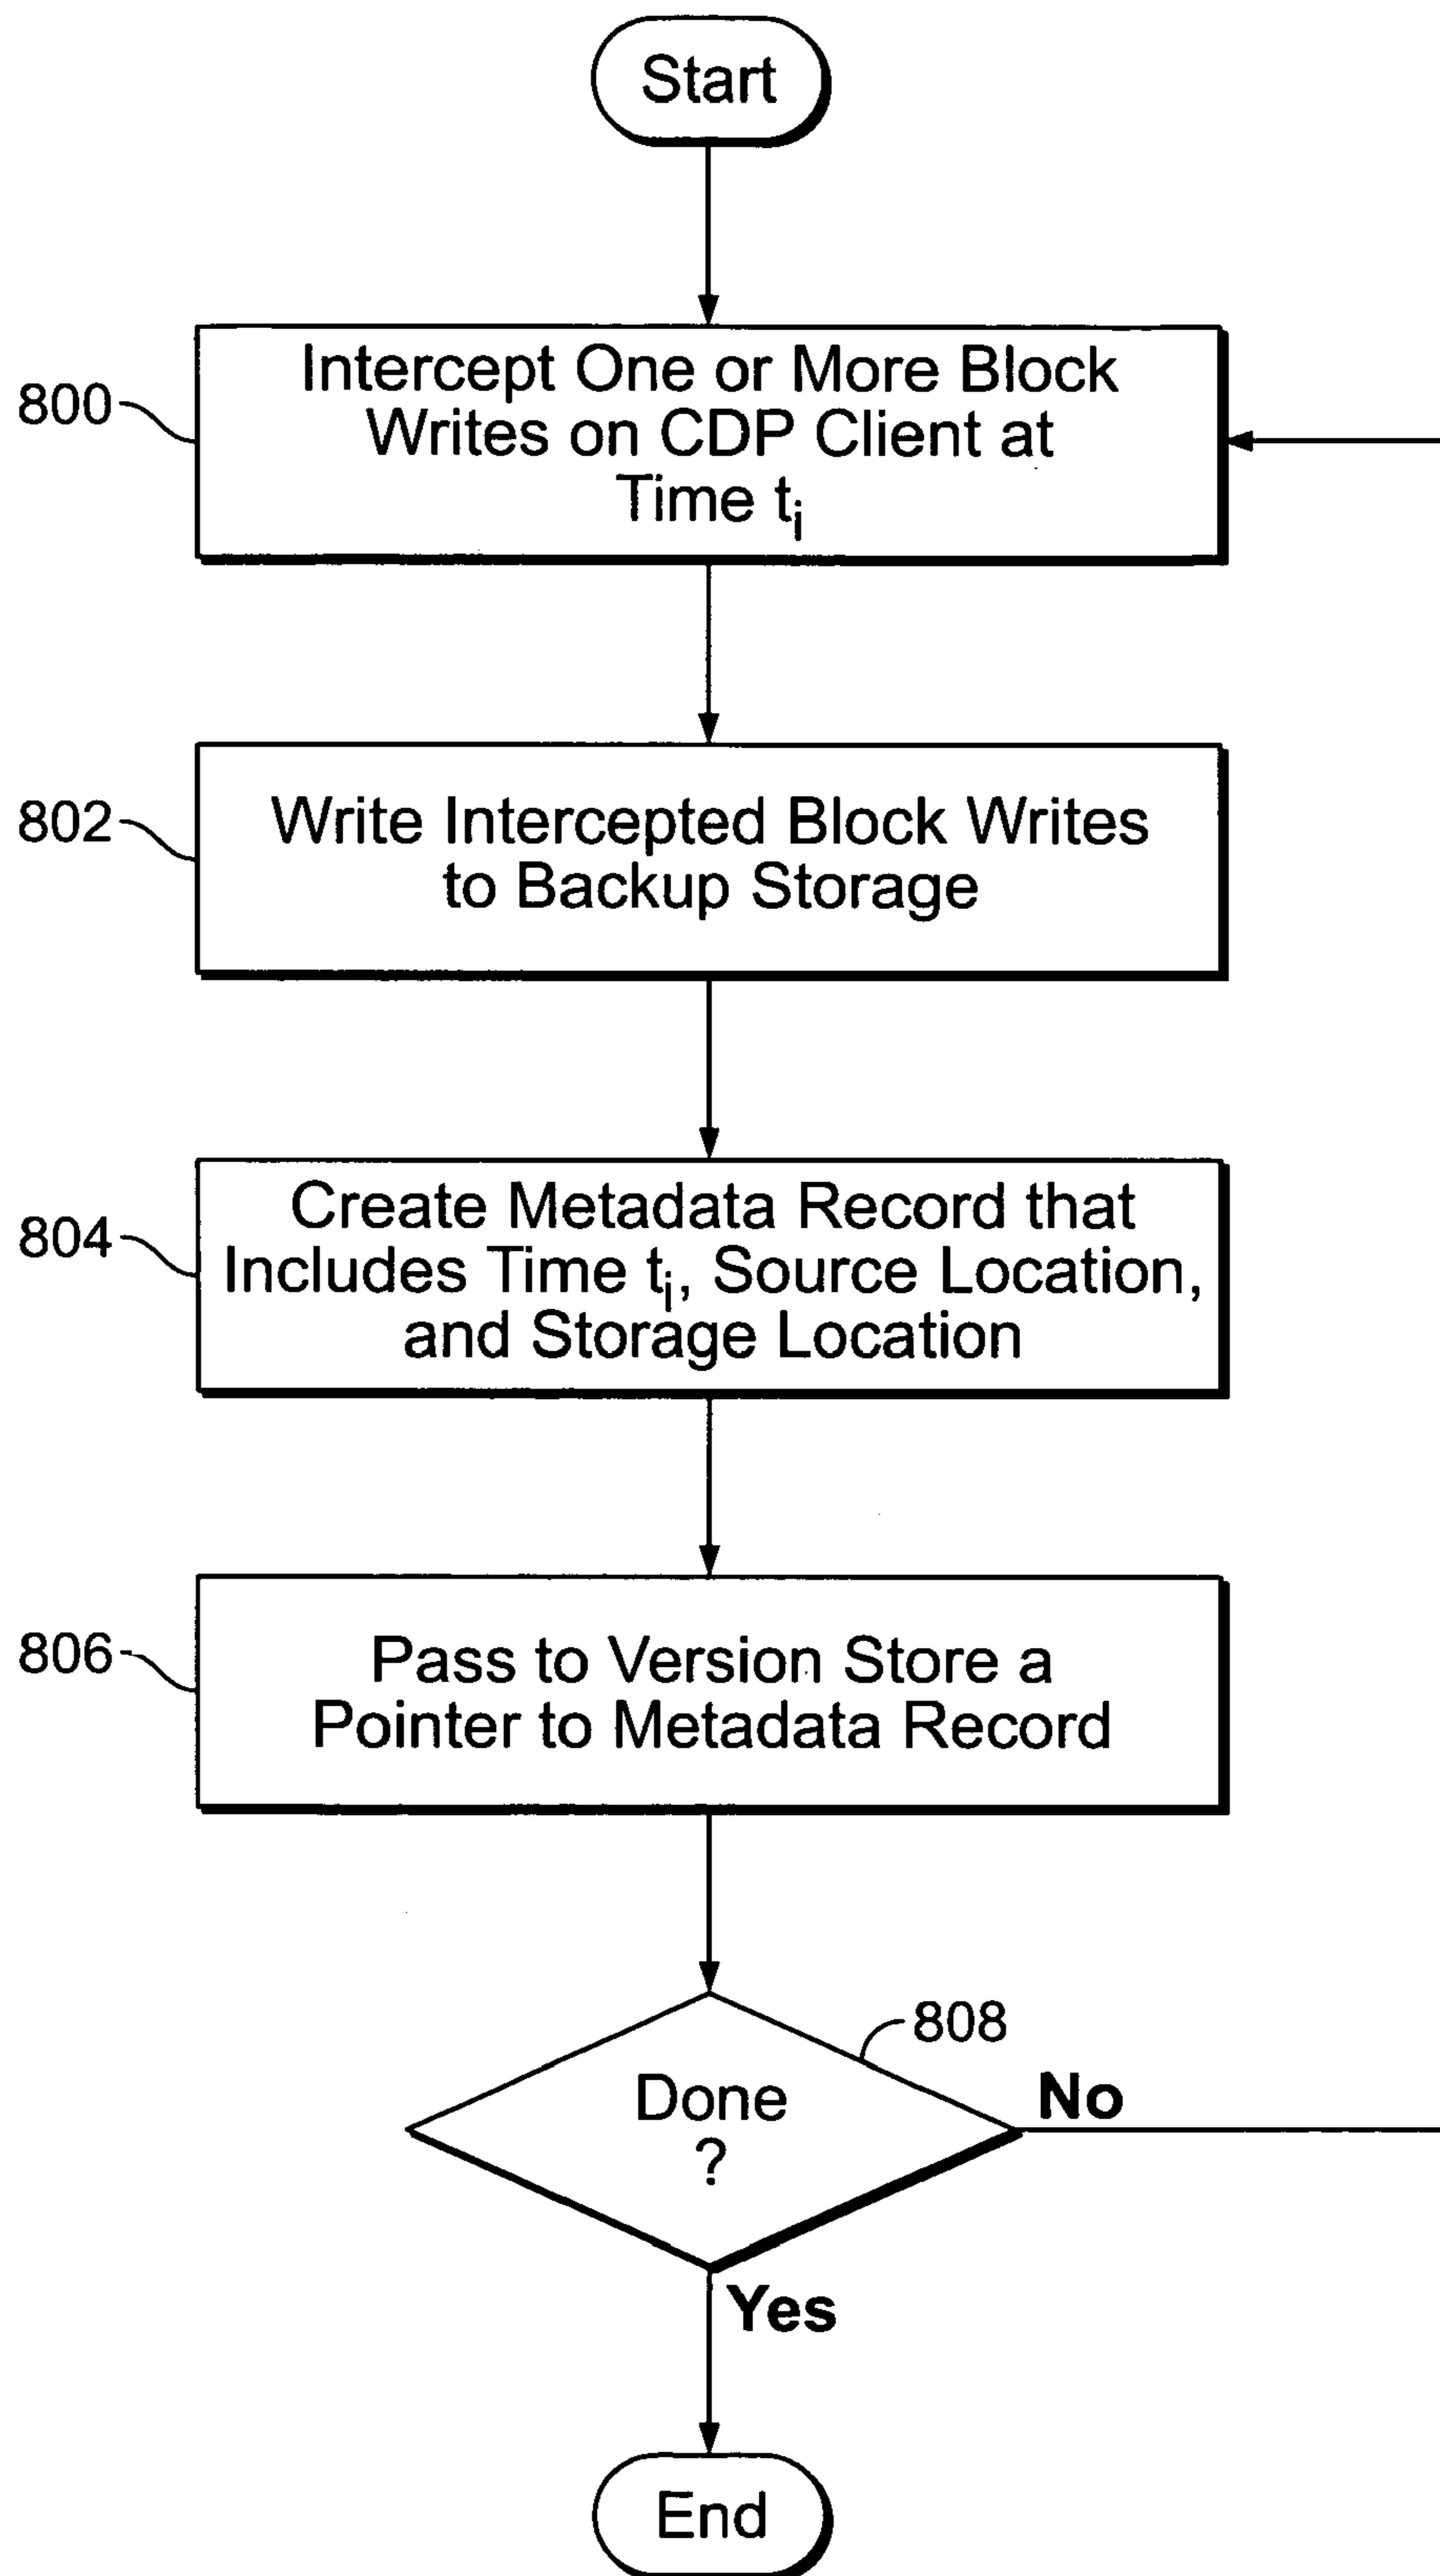 Start
800
Intercept One or More Block
Writes on CDP Client at
Time ti
802
Write Intercepted Block Writes
to Backup Storage
804
Create Metadata Record that
Includes Time ti, Source Location,
and Storage Location
806
Pass to Version Store a
Pointer to Metadata Record
808
Done
?
No
Yes
End